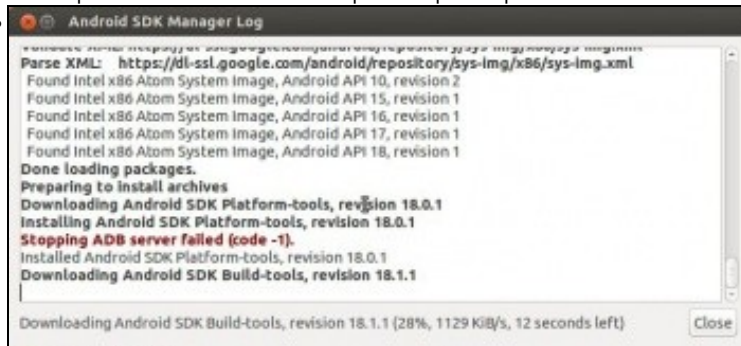 Android SDK Manager Log
Parse XML: https://dl-ssl.google.com/android/repository/sys-img/x86/sys-img.xml
Found Intel x86 Atom System Image, Android API 10, revision 2
Found Intel x86 Atom System Image, Android API 15, revision 1
Found Intel x86 Atom System Image, Android API 16, revision 1
Found Intel x86 Atom System Image, Android API 17, revision 1
Found Intel x86 Atom System Image, Android API 18, revision 1
Done loading packages.
Preparing to install archives
Downloading Android SDK Platform-tools, revision 18.0.1
Installing Android SDK Platform-tools, revision 18.0.1
Stopping ADB server failed (code -1).
Installed Android SDK Platform-tools, revision 18.0.1
Downloading Android SDK Build-tools, revision 18.1.1
Downloading Android SDK Build-tools, revision 18.1.1 (28%, 1129 KiB/s, 12 seconds left)
Close